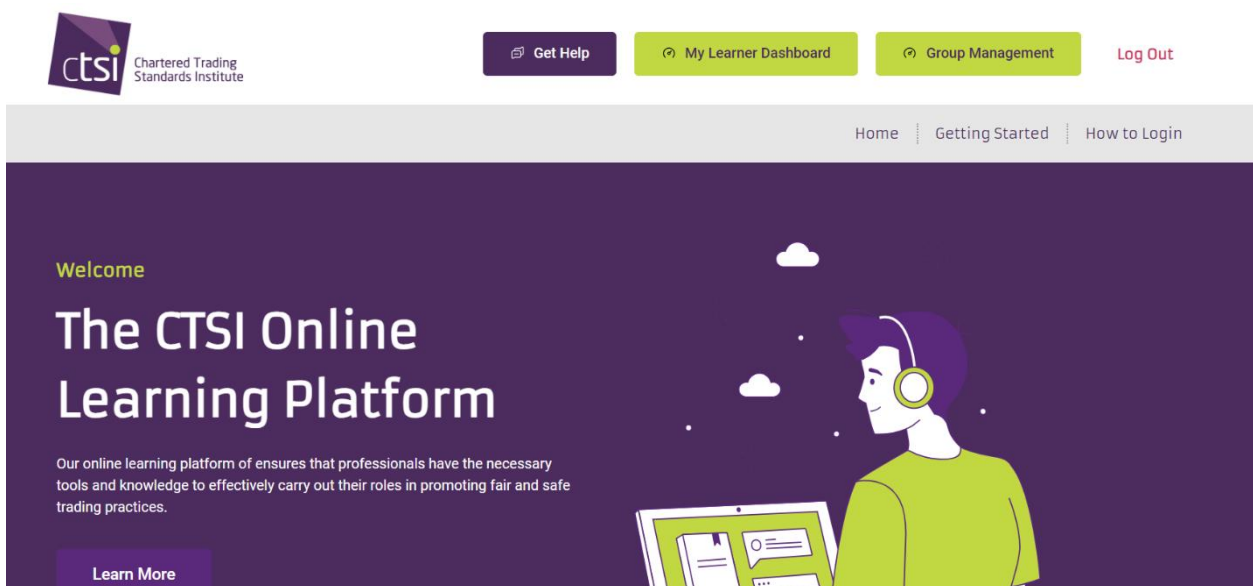 ctsi
Chartered Trading
Standards Institute
Get Help
My Learner Dashboard
Group Management
Log Out
Home
Getting Started
How to Login
Welcome
The CTSI Online
Learning Platform
Our online learning platform of ensures that professionals have the necessary
tools and knowledge to effectively carry out their roles in promoting fair and safe
trading practices.
Learn More